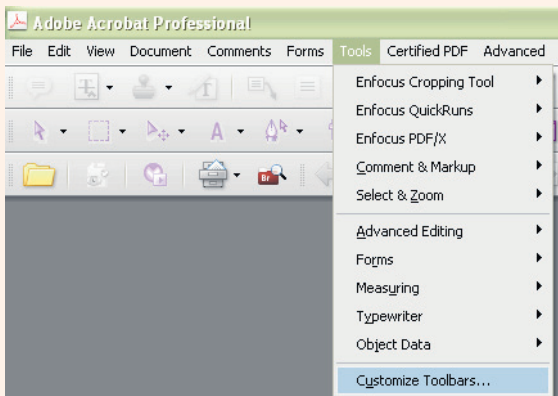 Adobe Acrobat Professional
File Edit View Document Comments Forms Tools Certified PDF Advanced
Enfocus Cropping Tool
Enfocus QuickRuns
Enfocus PDF/X
Comment & Markup
Select & Zoom
Advanced Editing
Forms
Measuring
Typewriter
Object Data
Customize Toolbars...
T
T
A
Br